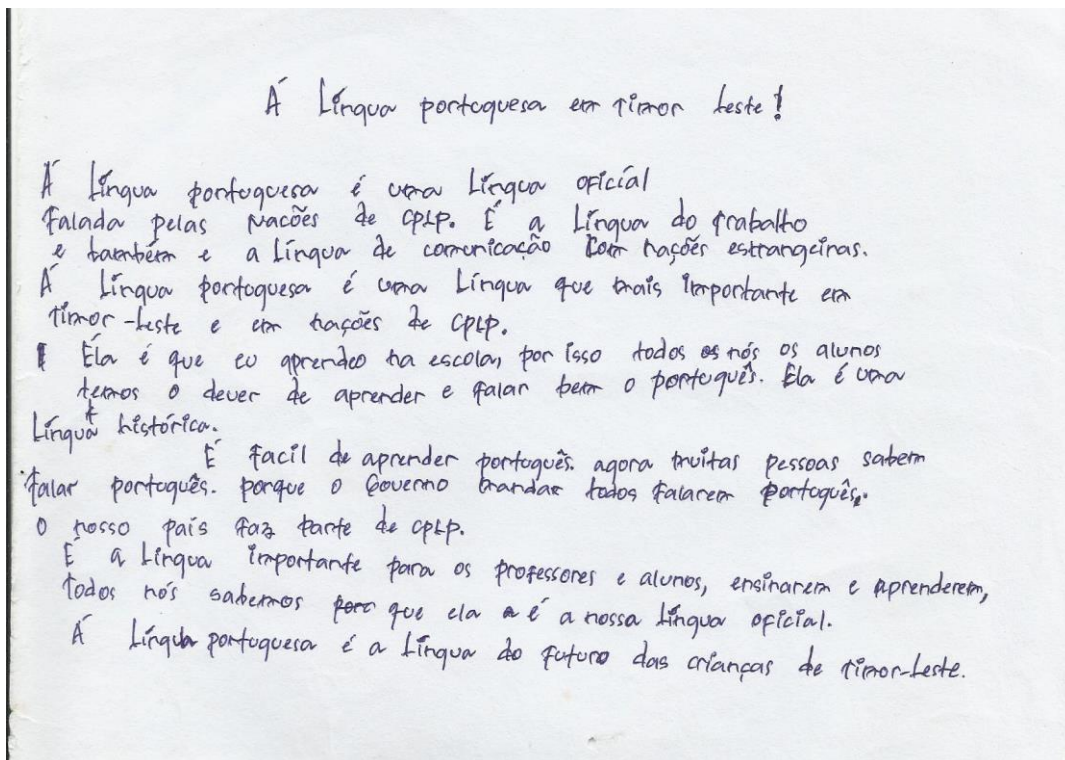 Á Língua portuguesa em timor leste!
Á Língua portuguesa é uma Língua oficial
falada pelas Nacões de CPLP. É a Língua do trabalho
e também e a Língua de comunicação com nações estrangeiras.
Á Língua portuguesa é uma Língua que mais importante em
timor-Leste e em nações de CPLP.
Éla é que eu aprendeo na escola, por isso todos os nós os alunos
temos o dever de aprender e falar bem o português. Ela é uma
Língua histórica.
É facil de aprender português. agora muitas pessoas sabem
falar português. porque o Governo mandar todos falarem português.
O nosso país faz parte de CPLP.
É a Língua importante para os professores e alunos, ensinarem e aprenderem,
todos nós sabemos que ela é a nossa Língua oficial.
Á Língua portuguesa é a Língua do futuro das crianças de timor-Leste.